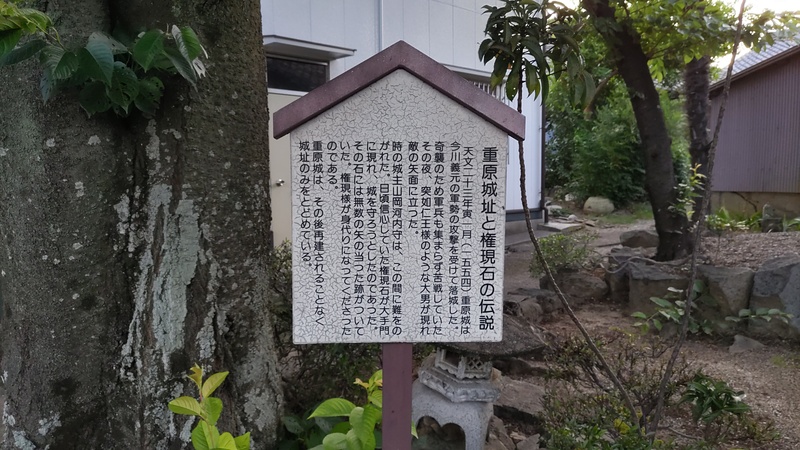 重原城址と権現石の伝説
天文二十三年寅一月(一五五四)重原城は
今川義元の軍勢の攻撃を受けて落城した。
奇襲のため軍兵も集まらず苦戦していた
その夜、突如仁王様のような大男が現れ
敵の矢面に立つた。
時の城主山岡河内守は、この間に難をの
がれた。日頃信心していた権現石が大手門
に現れ、城を守ろうとしたのであった。
その石には無数の矢の当つた跡がついて
いた。権現様が身代りになってくださつた
のである。
重原城は、その後再建されることなく
城址のみをとどめている。